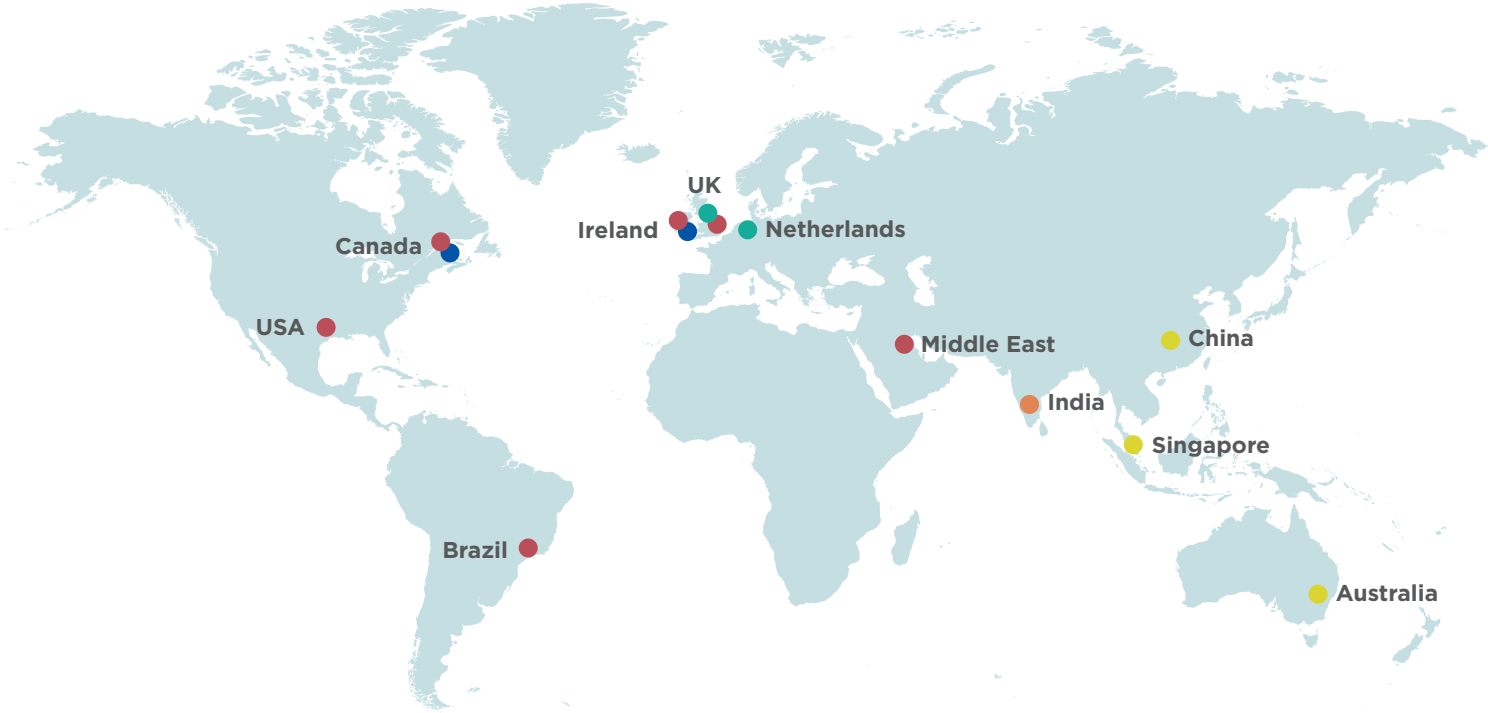 UK
Ireland
Netherlands
Canada
USA
Middle East
China
India
Singapore
Brazil
Australia